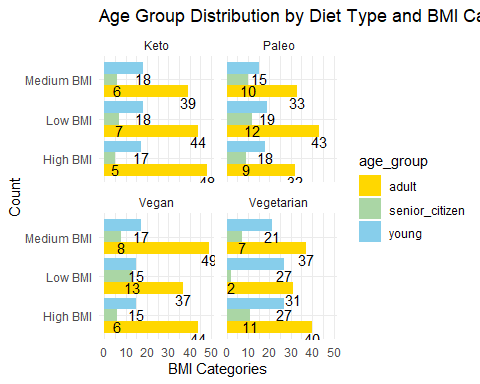 Age Group Distribution by Diet Type and BMI Ca
Keto Paleo
Medium BMI 18 15
6 10
39 33
Low BMI 18 19
7 12
44 43
High BMI 17 18
5 9
48 32
Vegan Vegetarian
Medium BMI 17 21
8 7
49 37
Low BMI 15 27
13 2
37 31
High BMI 15 27
6 11
44 40
0 10 20 30 40 50 0 10 20 30 40 50
BMI Categories
Count
age_group
adult
senior_citizen
young